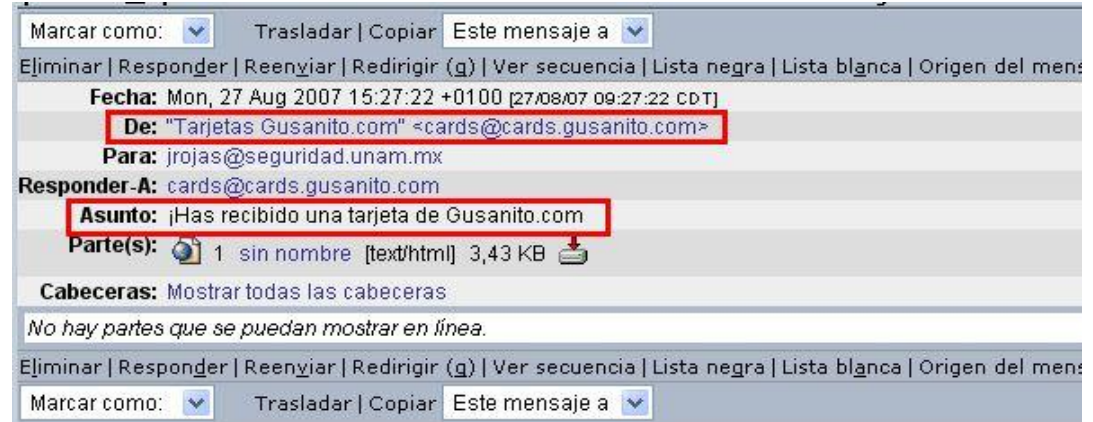 Marcar como: Trasladar | Copiar Este mensaje a
Eliminar | Responder | Reenviar | Redirigir (g) | Ver secuencia | Lista negra | Lista blanca | Origen del mens
Fecha: Mon, 27 Aug 2007 15:27:22 +0100 [27/08/07 09:27:22 CDT]
De: "Tarjetas Gusanito.com" <cards@cards.gusanito.com>
Para: jrojas@seguridad.unam.mx
Responder-A: cards@cards.gusanito.com
Asunto: ¡Has recibido una tarjeta de Gusanito.com
Parte(s): 1 sin nombre [text/html] 3,43 KB
Cabeceras: Mostrar todas las cabeceras
No hay partes que se puedan mostrar en línea.
Eliminar | Responder | Reenviar | Redirigir (g) | Ver secuencia | Lista negra | Lista blanca | Origen del mens
Marcar como: Trasladar | Copiar Este mensaje a